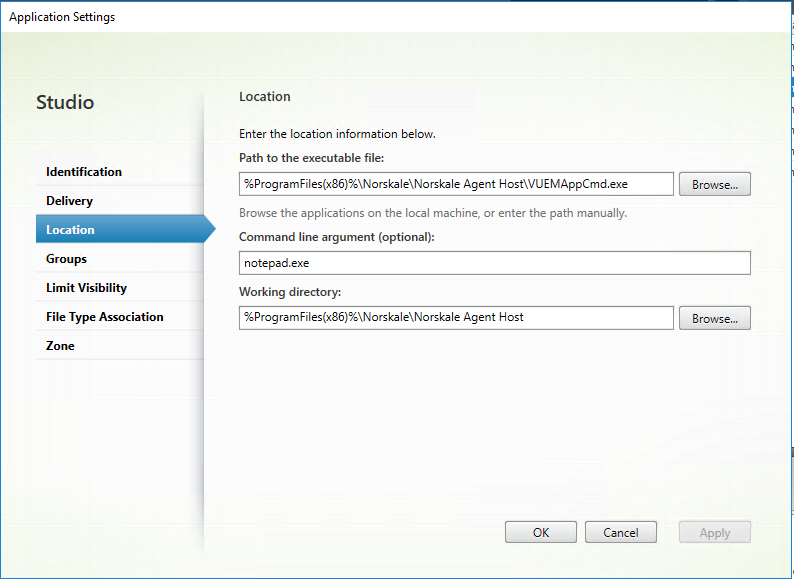 Application Settings
Studio
Identification
Delivery
Location
Groups
Limit Visibility
File Type Association
Zone
Location
Enter the location information below.
Path to the executable file:
%ProgramFiles(x86)%\Norskale\Norskale Agent Host\VUEMAppCmd.exe
Browse...
Browse the applications on the local machine, or enter the path manually.
Command line argument (optional):
notepad.exe
Working directory:
%ProgramFiles(x86)%\Norskale\Norskale Agent Host
Browse...
OK
Cancel
Apply